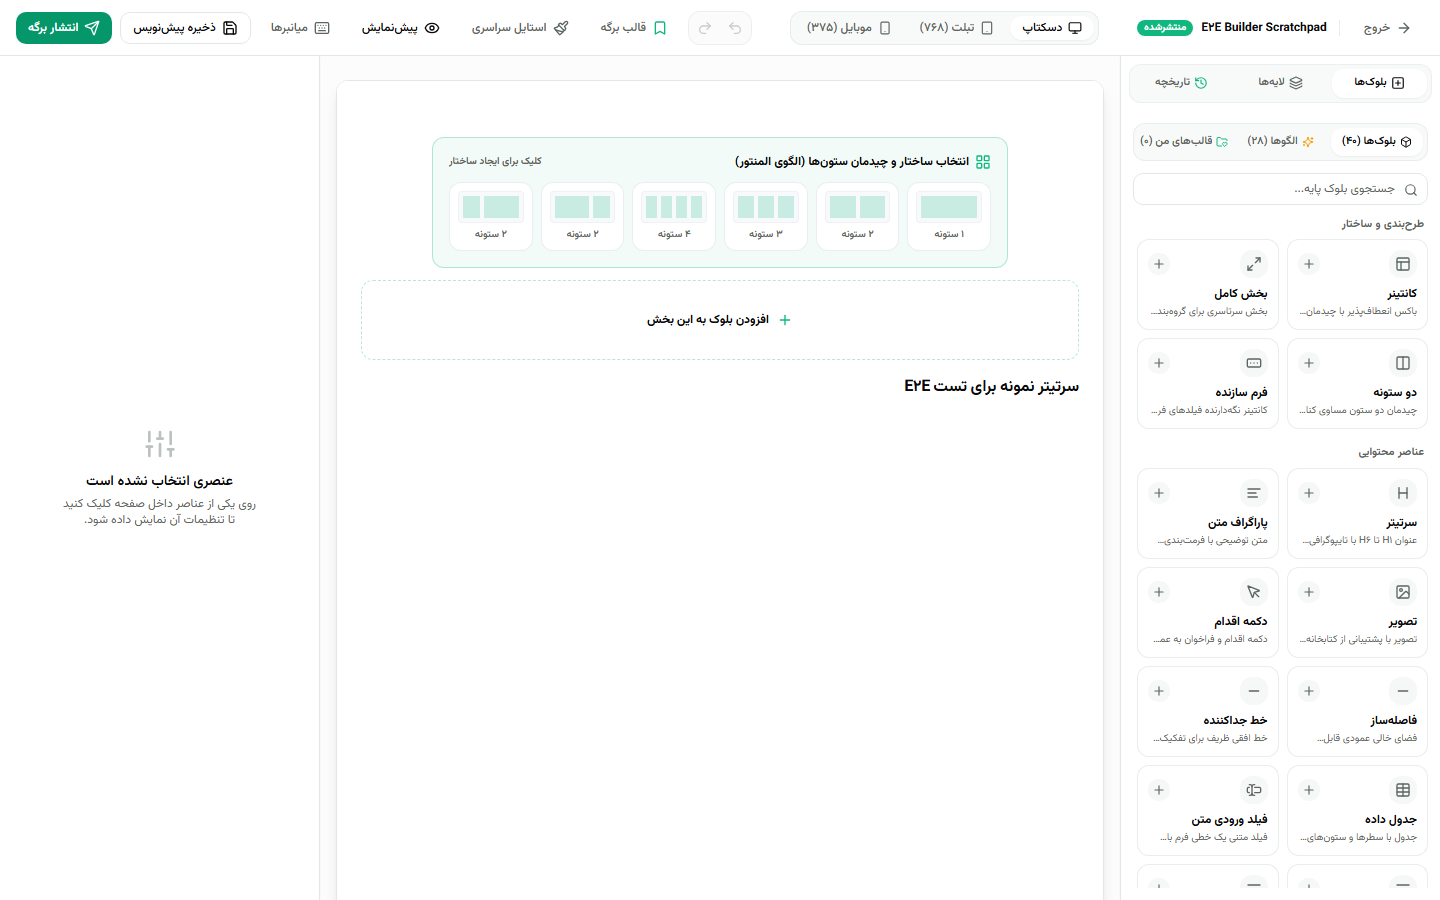 خروج
E۲E Builder Scratchpad
منتشرشده
دسکتاپ
تبلت (۷۶۸)
موبایل (۳۷۵)
قالب برگه
استایل سراسری
پیش‌نمایش
میانبرها
ذخیره پیش‌نویس
انتشار برگه
بلوک‌ها
لایه‌ها
تاریخچه
بلوک‌ها (۴۰)
الگوها (۲۸)
قالب‌های من (۰)
جستجوی بلوک پایه...
طرح‌بندی و ساختار
کانتینر
باکس انعطاف‌پذیر با چیدمان...
بخش کامل
بخش سرتاسری برای گروه‌بند...
دو ستونه
چیدمان دو ستون مساوی کنا...
فرم سازنده
کانتینر نگه‌دارنده فیلدهای فر...
عناصر محتوایی
سرتیتر
عنوان H۱ تا H۶ با تایپوگرافی...
پاراگراف متن
متن توضیحی با فرمت‌بندی...
تصویر
تصویر با پشتیبانی از کتابخانه...
دکمه اقدام
دکمه اقدام و فراخوان به عمـ...
فاصله‌ساز
فضای خالی عمودی قابل...
خط جداکننده
خط افقی ظریف برای تفکیک...
جدول داده
جدول با سطرها و ستون‌های...
فیلد ورودی متن
فیلد متنی یک خطی فرم با...
انتخاب ساختار و چیدمان ستون‌ها (الگوی المنتور)
کلیک برای ایجاد ساختار
۱ ستونه
۲ ستونه
۳ ستونه
۴ ستونه
۲ ستونه
۲ ستونه
افزودن بلوک به این بخش
سرتیتر نمونه برای تست E۲E
عنصری انتخاب نشده است
روی یکی از عناصر داخل صفحه کلیک کنید
تا تنظیمات آن نمایش داده شود.